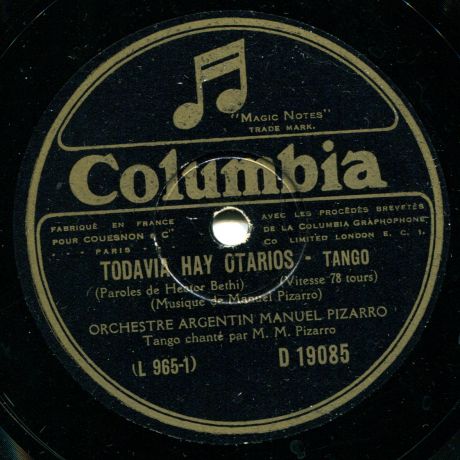 "MAGIC NOTES"
TRADE MARK.
Columbia
FABRIQUÉ EN FRANCE
POUR COUESNON & Cie
PARIS
AVEC LES PROCÉDÉS BREVETÉS
DE LA COLUMBIA GRAPHOPHONE
Co LIMITED LONDON E. C. 1.
TODAVIA HAY OTARIOS - TANGO
(Paroles de Hector Bethi) (Vitesse 78 tours)
(Musique de Manuel Pizarro)
ORCHESTRE ARGENTIN MANUEL PIZARRO
Tango chanté par M. M. Pizarro
(L 965-1) D 19085